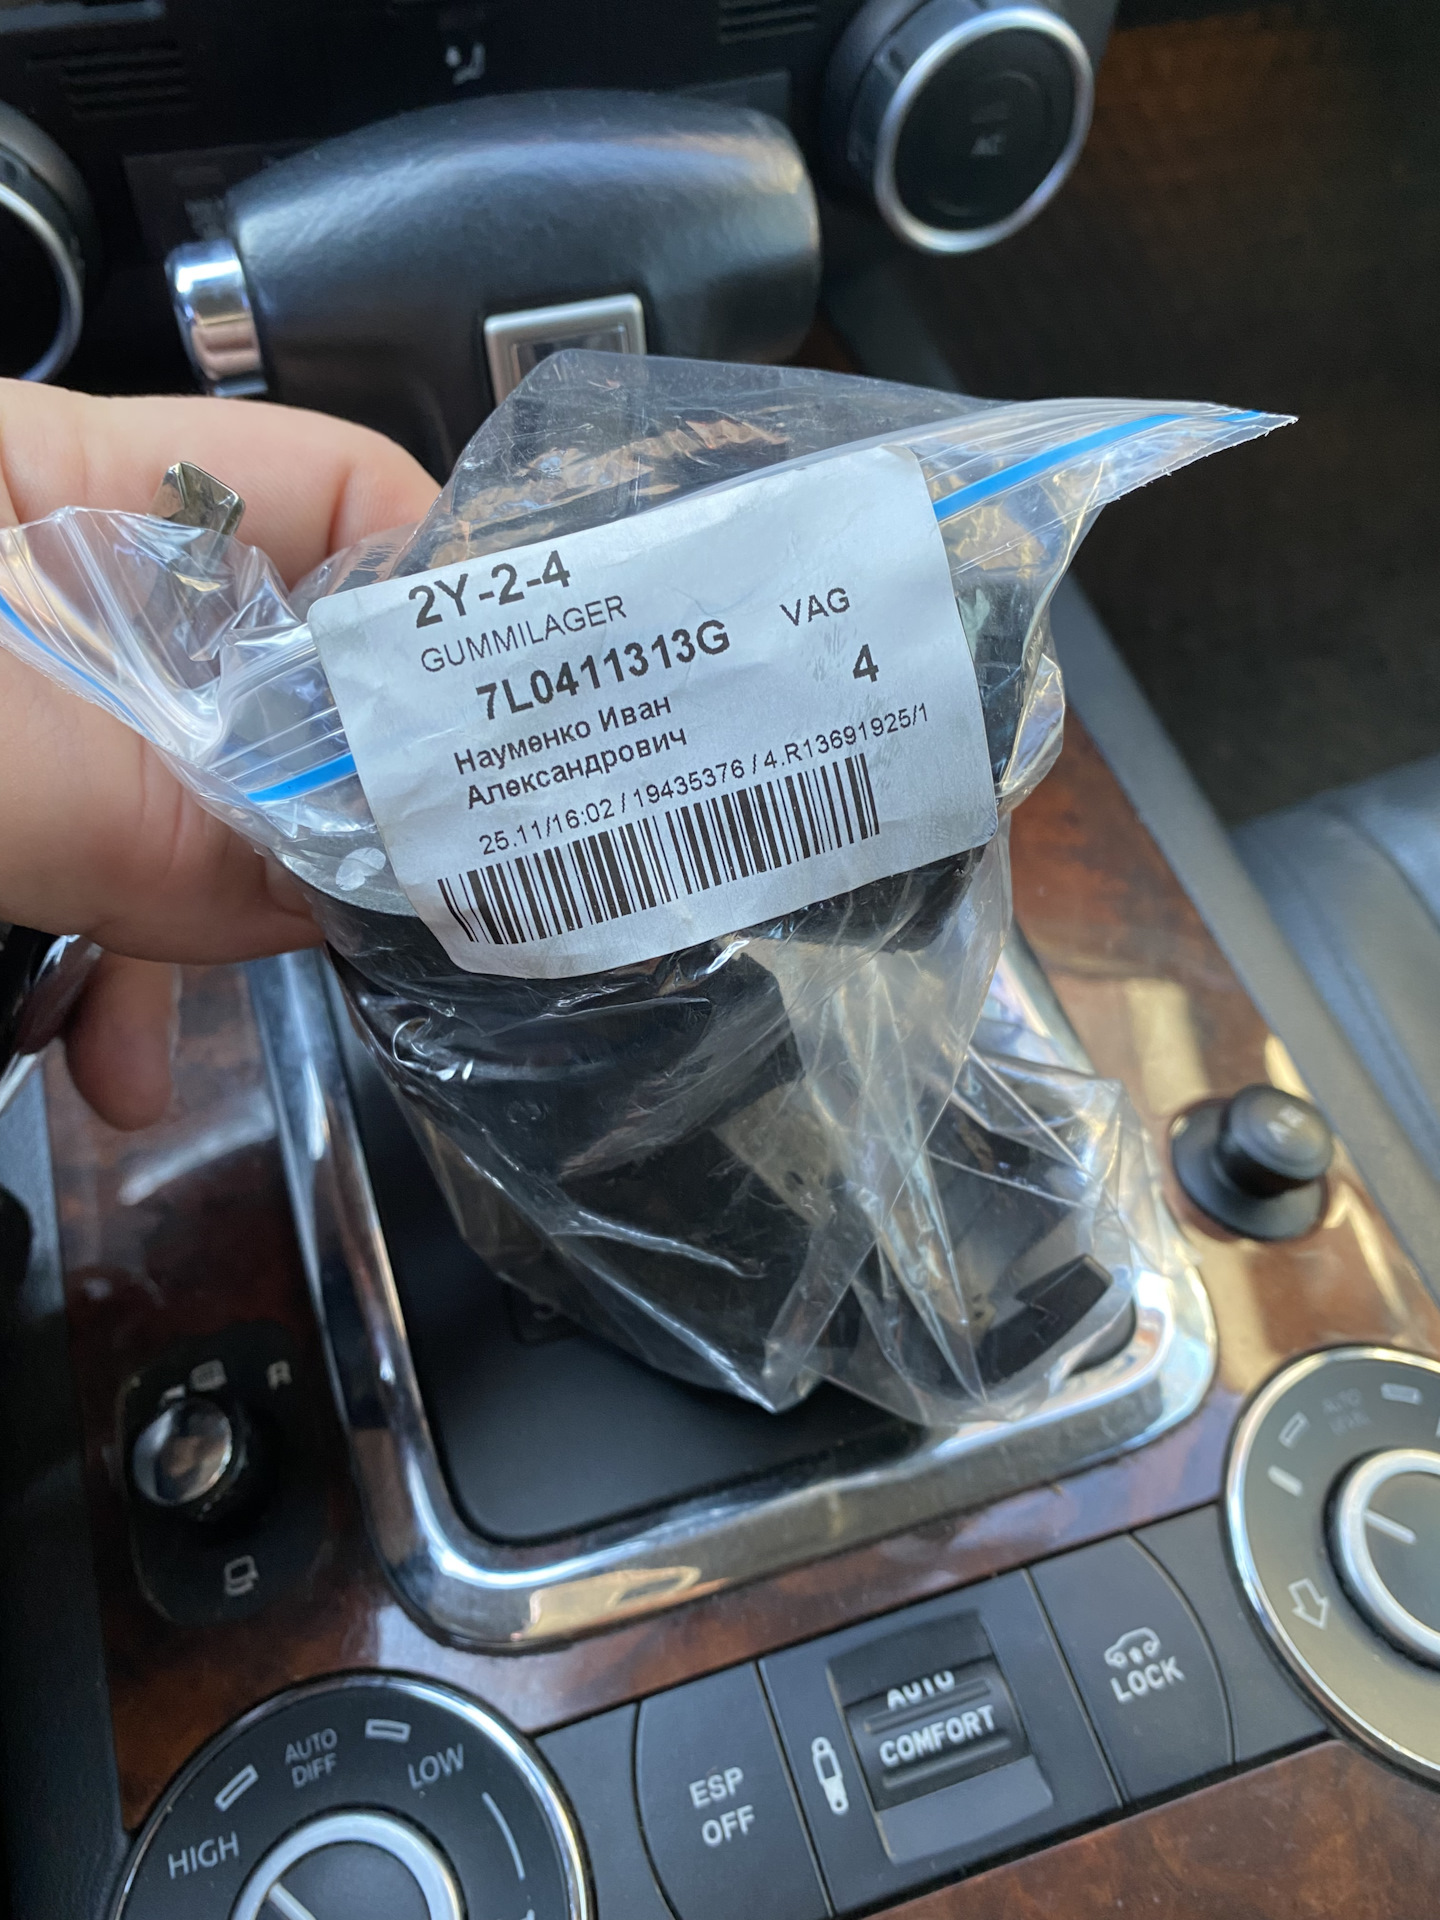 AC
2Y-2-4
GUMMILAGER
VAG
7L0411313G
4
Науменко Иван
Александрович
25.11/16:02 / 19435376 / 4.R13691925/1
R
AUTO
COMFORT
LOCK
ESP
OFF
AUTO
DIFF
LOW
HIGH